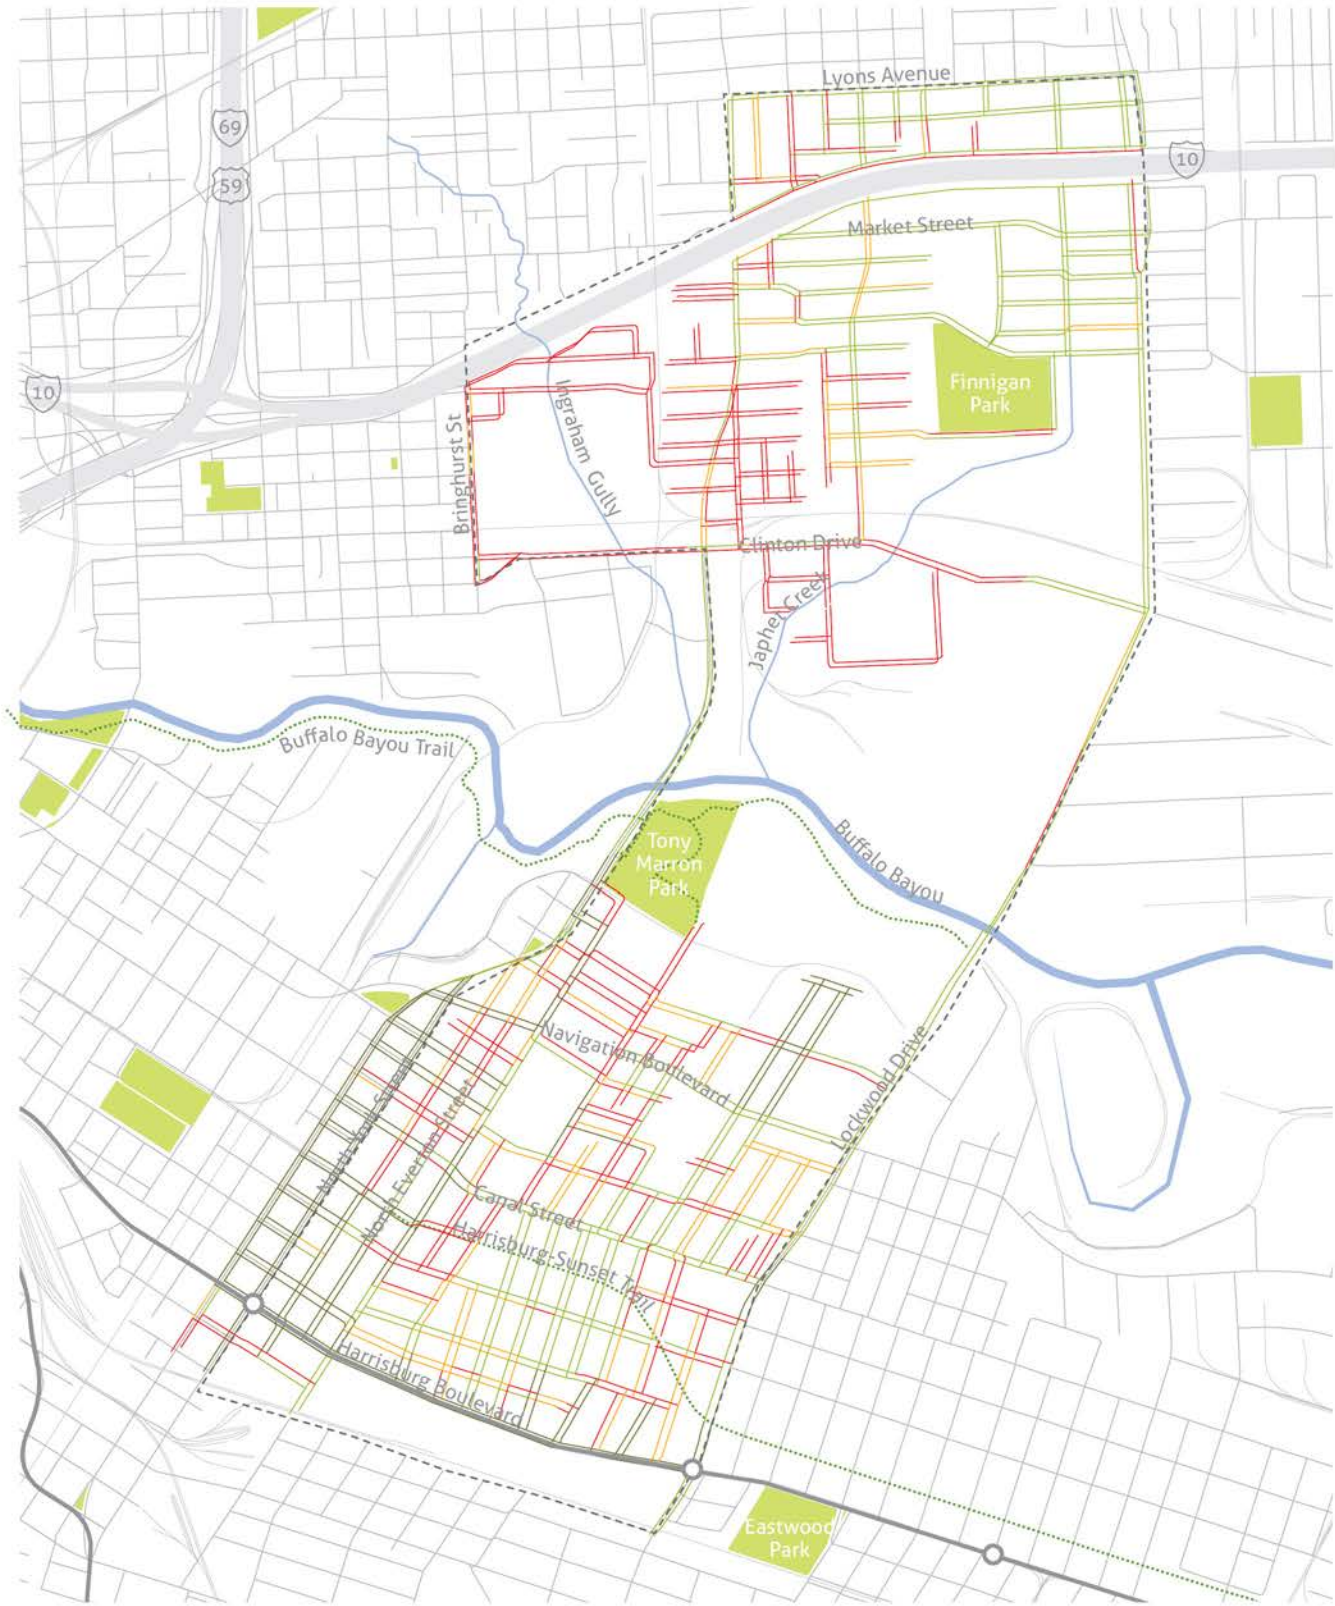 Lyons Avenue
69
59
10
Market Street
10
Finnigan
Park
Ingraham Gully
Bringhurst St
Clinton Drive
Japhet Creek
Buffalo Bayou Trail
Tony
Marron
Park
Buffalo Bayou
Navigation Boulevard
Lockwood Drive
North York Street
North Everton Street
Canal Street
Harrisburg-Sunset Trail
Harrisburg Boulevard
Eastwood
Park